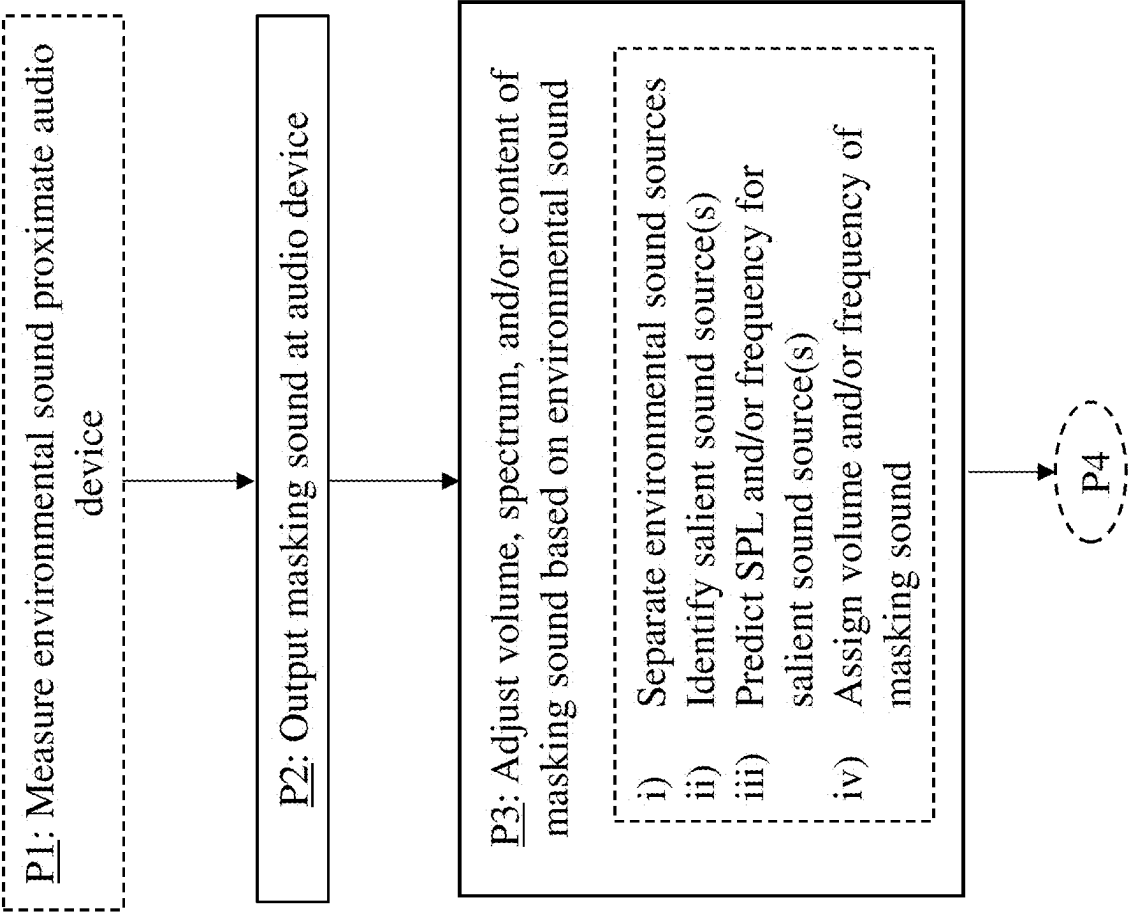 P1: Measure environmental sound proximate audio
device
P2: Output masking sound at audio device
P3: Adjust volume, spectrum, and/or content of
masking sound based on environmental sound
i) Separate environmental sound sources
ii) Identify salient sound source(s)
iii) Predict SPL and/or frequency for
salient sound source(s)
iv) Assign volume and/or frequency of
masking sound
P4